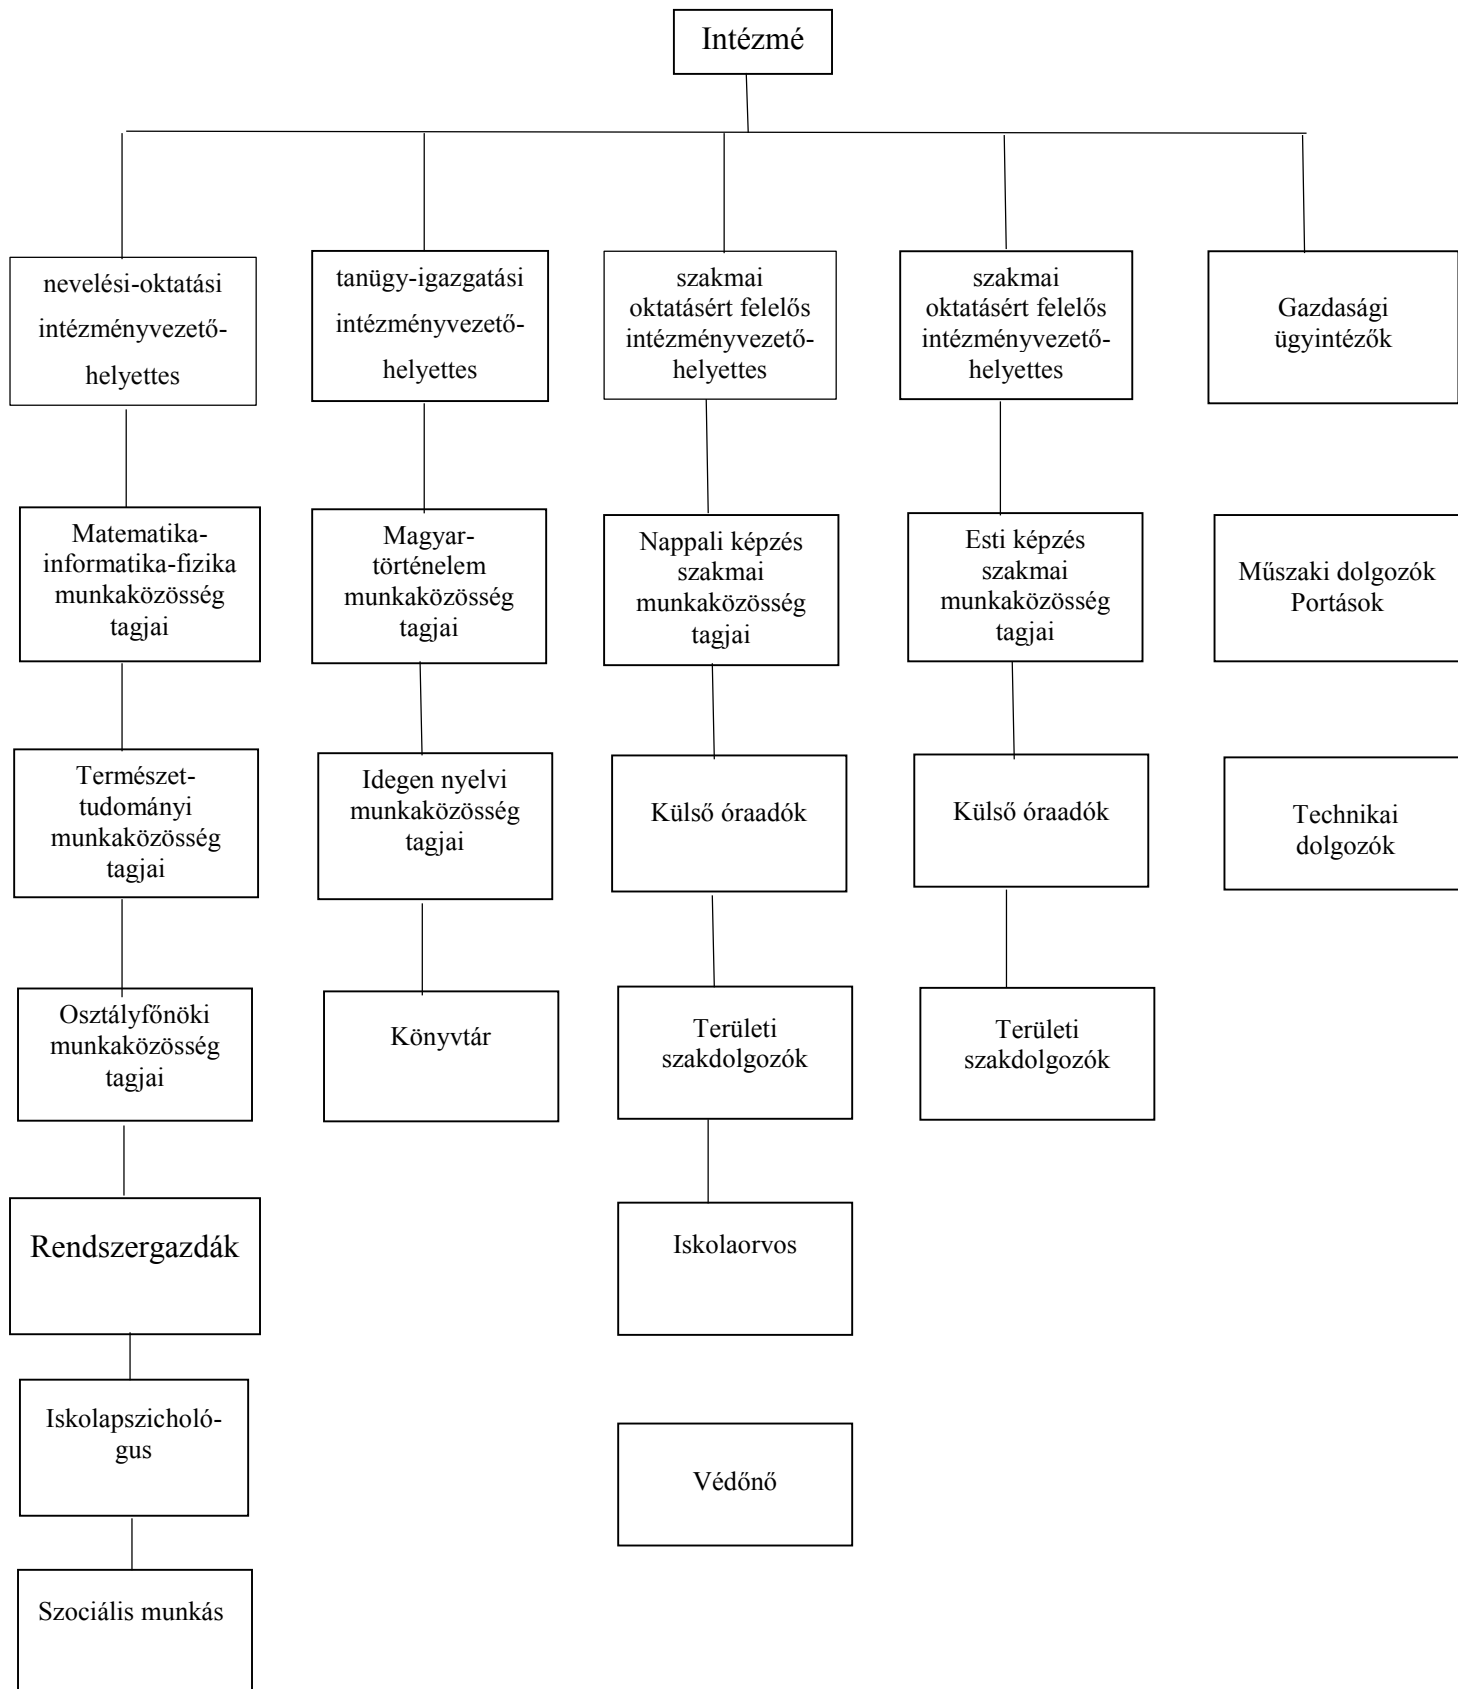 Intézmé
nevelési-oktatási
intézményvezető-
helyettes
tanügy-igazgatási
intézményvezető-
helyettes
szakmai
oktatásért felelős
intézményvezető-
helyettes
szakmai
oktatásért felelős
intézményvezető-
helyettes
Gazdasági
ügyintézők
Matematika-
informatika-fizika
munkaközösség
tagjai
Magyar-
történelem
munkaközösség
tagjai
Nappali képzés
szakmai
munkaközösség
tagjai
Esti képzés
szakmai
munkaközösség
tagjai
Műszaki dolgozók
Portások
Természet-
tudományi
munkaközösség
tagjai
Idegen nyelvi
munkaközösség
tagjai
Külső óraadók
Külső óraadók
Technikai
dolgozók
Osztályfőnöki
munkaközösség
tagjai
Könyvtár
Területi
szakdolgozók
Területi
szakdolgozók
Rendszergazdák
Iskolaorvos
Iskolapszicholó-
gus
Védőnő
Szociális munkás